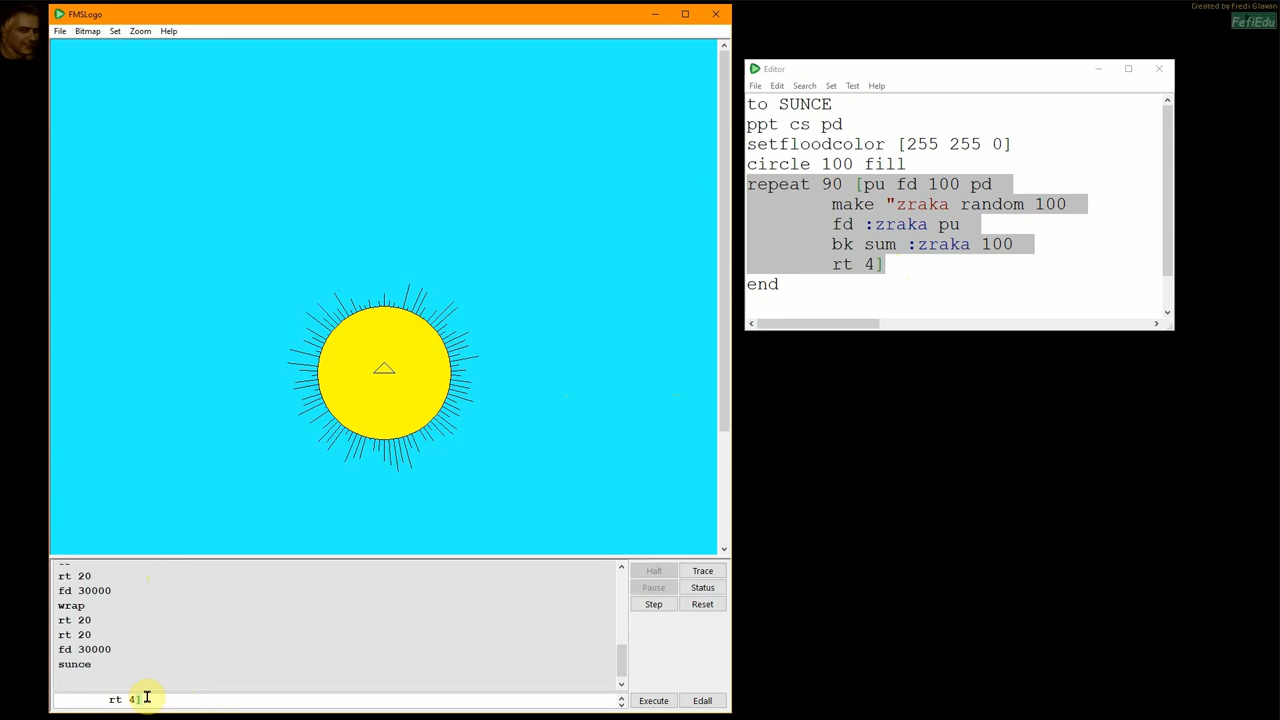 Created by Fredi Glavan
FefiEdu
FMSLogo
File Bitmap Set Zoom Help
Editor
File Edit Search Set Test Help
to SUNCE
ppt cs pd
setfloodcolor [255 255 0]
circle 100 fill
repeat 90 [pu fd 100 pd
make "zraka random 100
fd :zraka pu
bk sum :zraka 100
rt 4]
end
rt 20
fd 30000
wrap
rt 20
rt 20
fd 30000
sunce
rt 4]
Halt Trace
Pause Status
Step Reset
Execute Edall